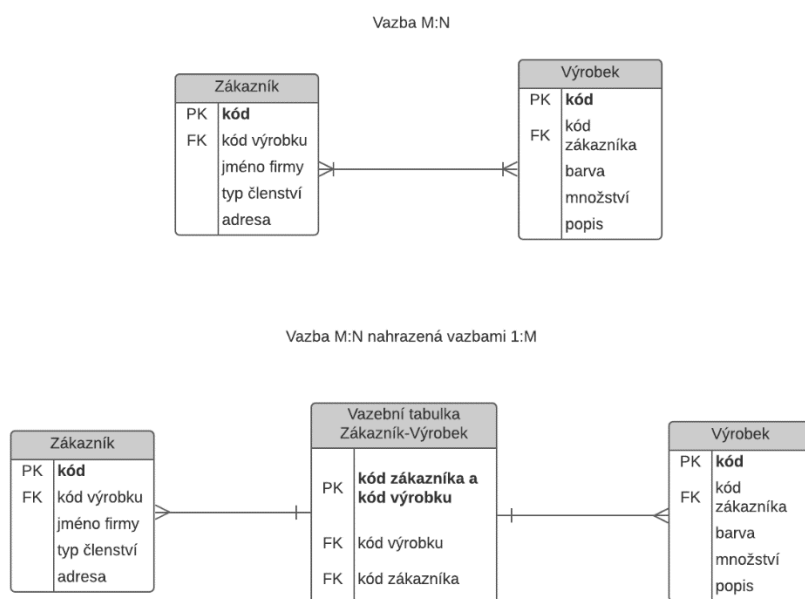 Vazba M:N
Zákazník
PK kód
FK kód výrobku
jméno firmy
typ členství
adresa
Výrobek
PK kód
FK kód
zákazníka
barva
množství
popis
Vazba M:N nahrazená vazbami 1:M
Zákazník
PK kód
FK kód výrobku
jméno firmy
typ členství
adresa
Vazební tabulka
Zákazník-Výrobek
PK kód zákazníka a
kód výrobku
FK kód výrobku
FK kód zákazníka
Výrobek
PK kód
FK kód
zákazníka
barva
množství
popis